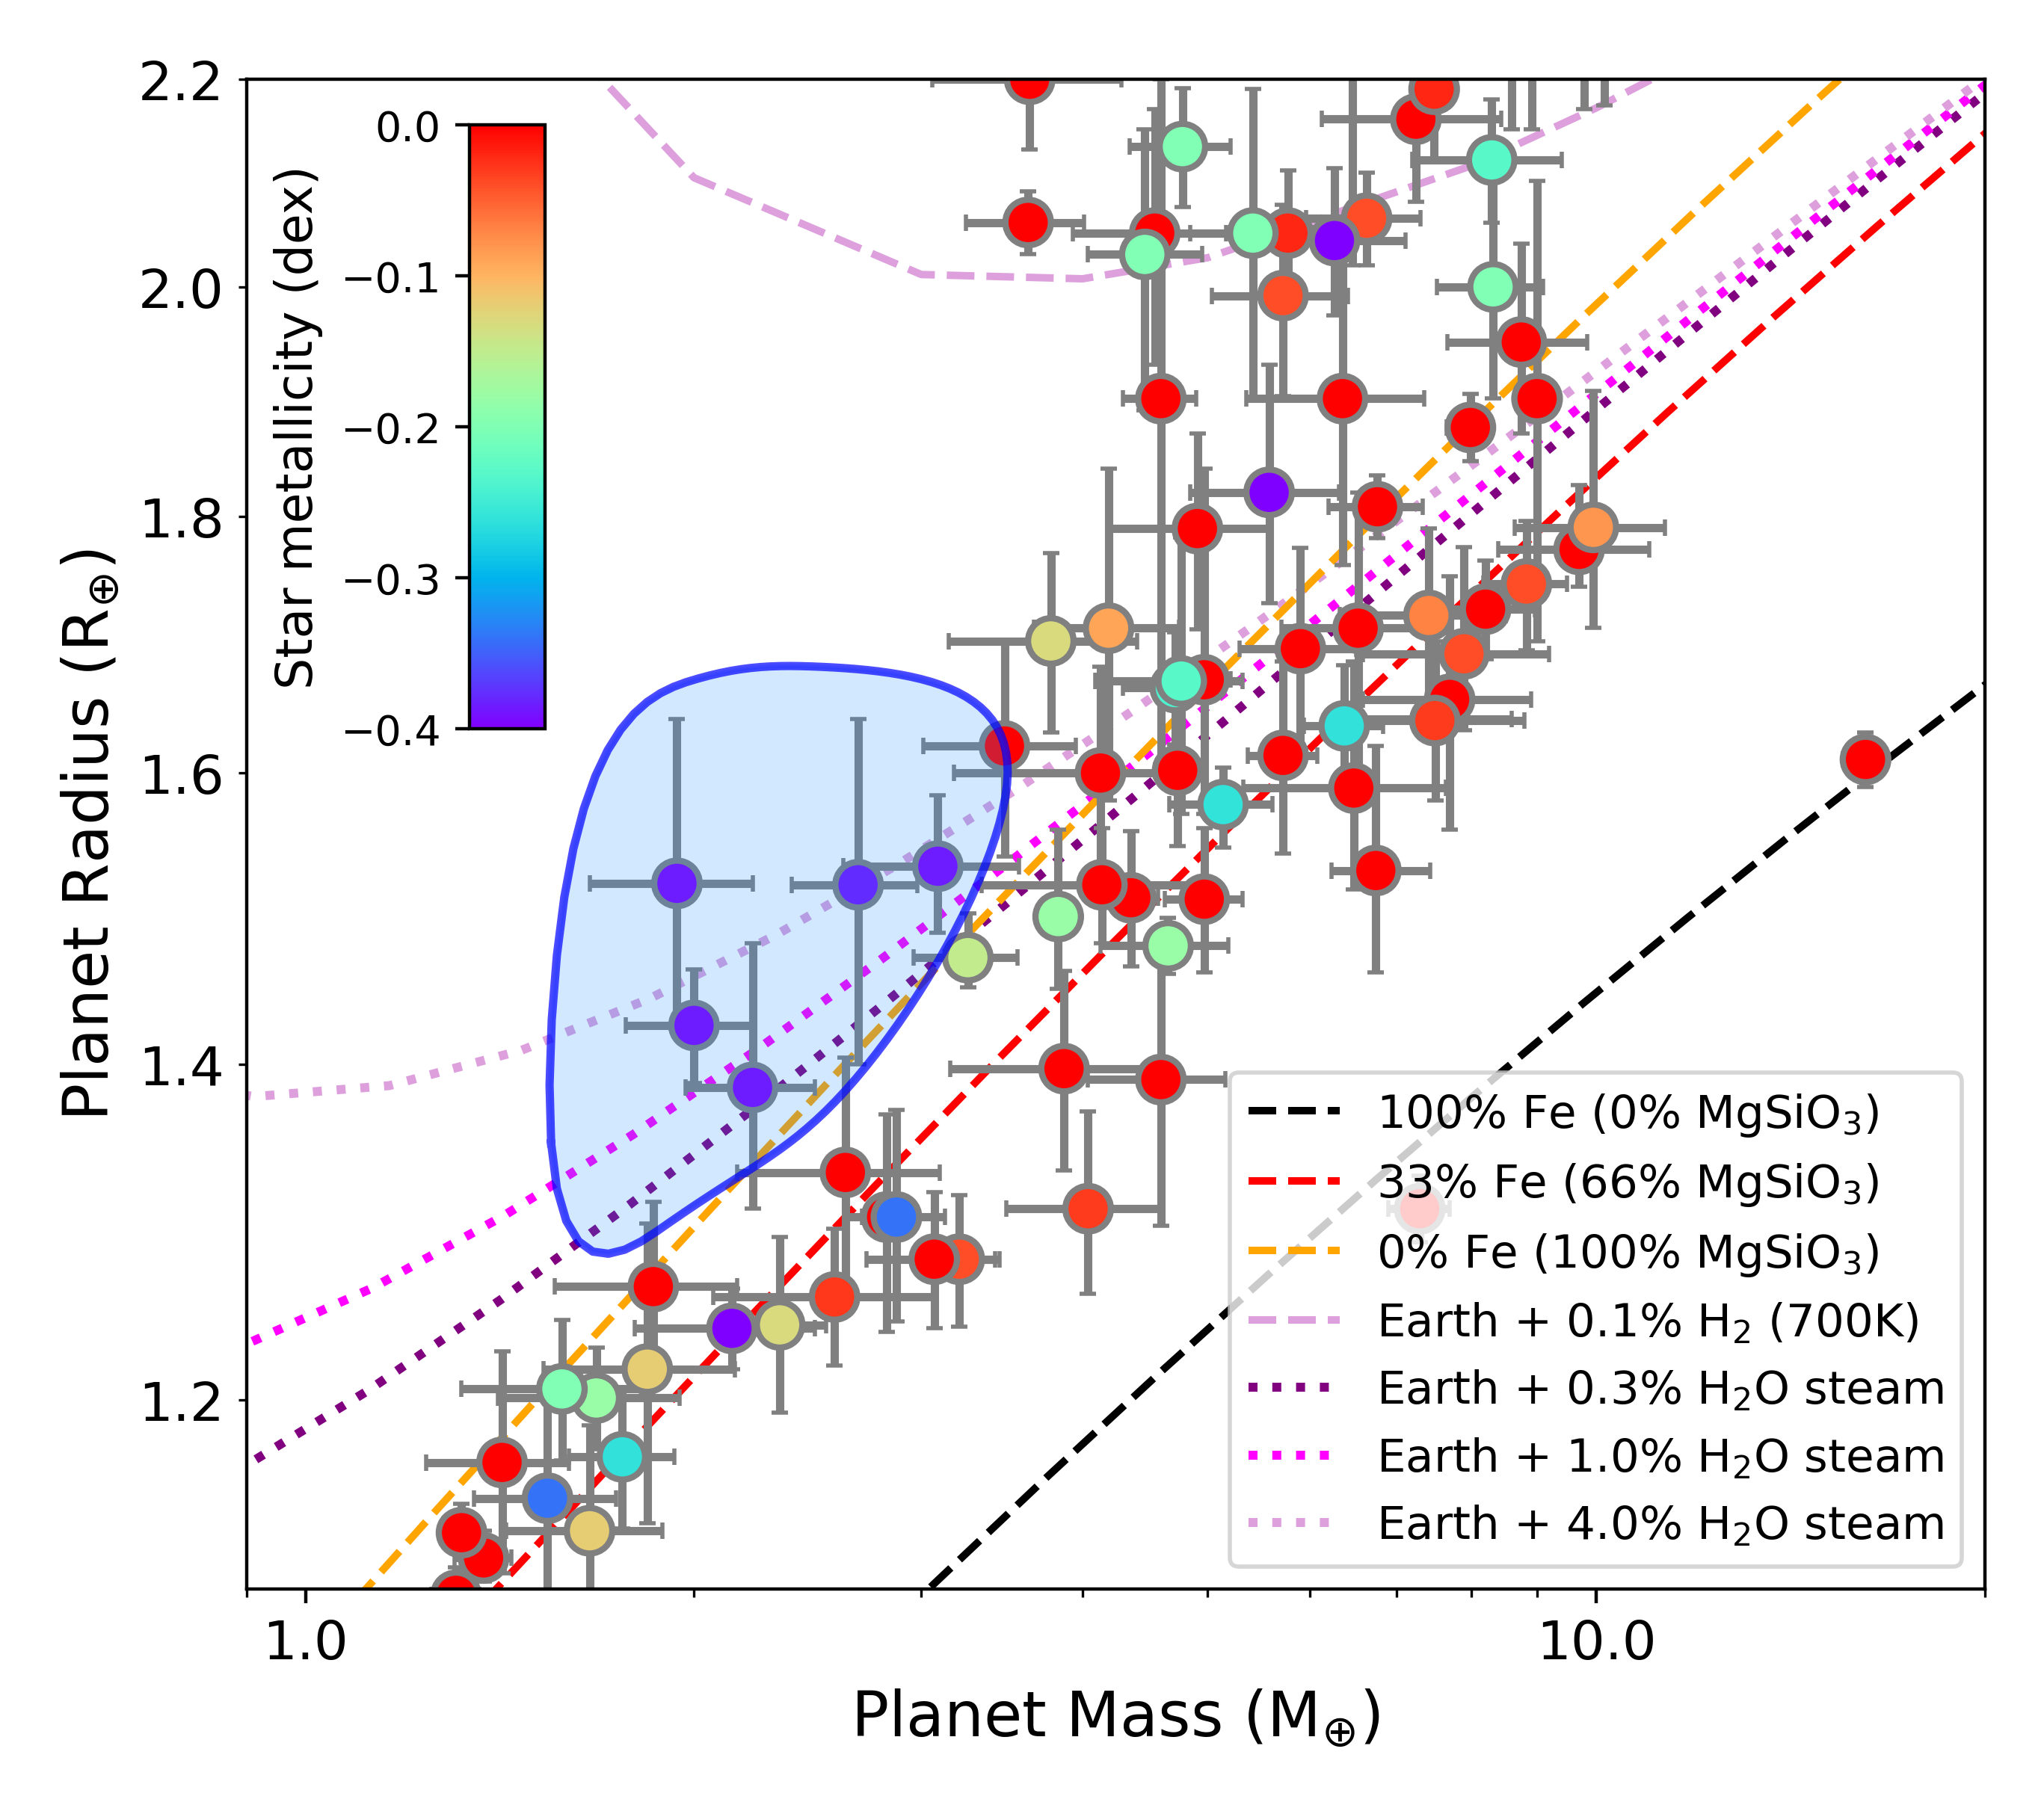 2.2
2.0
1.8
1.6
1.4
1.2
Planet Radius (R⊕)
0.0
−0.1
−0.2
−0.3
−0.4
Star metallicity (dex)
100% Fe (0% MgSiO₃)
33% Fe (66% MgSiO₃)
0% Fe (100% MgSiO₃)
Earth + 0.1% H₂ (700K)
Earth + 0.3% H₂O steam
Earth + 1.0% H₂O steam
Earth + 4.0% H₂O steam
1.0
10.0
Planet Mass (M⊕)